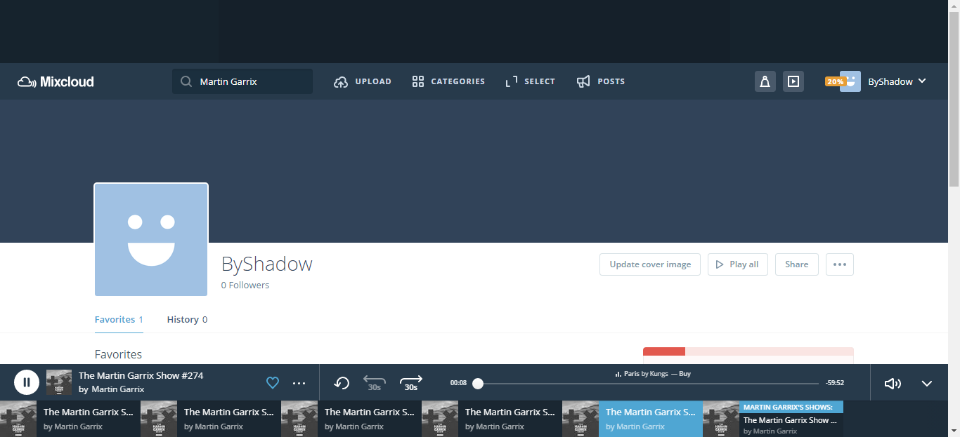 Mixcloud
Martin Garrix
UPLOAD
CATEGORIES
SELECT
POSTS
20%
ByShadow
ByShadow
0 Followers
Update cover image
Play all
Share
Favorites 1
History 0
Favorites
The Martin Garrix Show #274
by Martin Garrix
30s
30s
00:08
Paris by Kungs — Buy
-59:52
The Martin Garrix S...
by Martin Garrix
The Martin Garrix S...
by Martin Garrix
The Martin Garrix S...
by Martin Garrix
The Martin Garrix S...
by Martin Garrix
The Martin Garrix S...
by Martin Garrix
MARTIN GARRIX'S SHOWS:
The Martin Garrix Show ...
by Martin Garrix